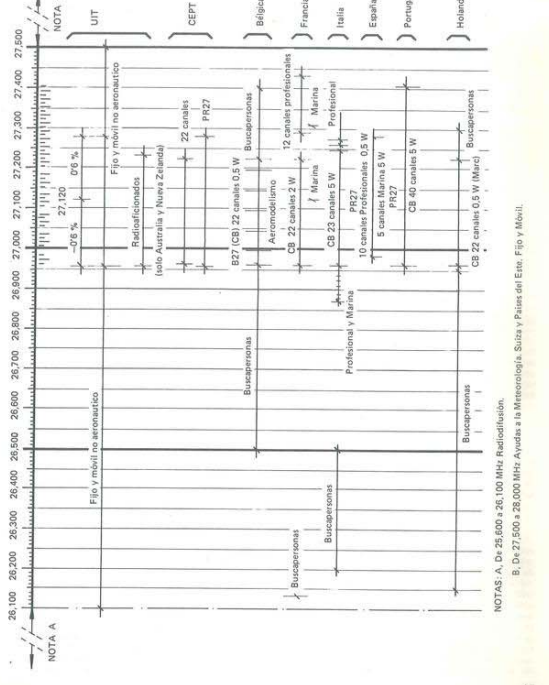 NOTA A
26,100 26,200 26,300 26,400 26,500 26,600 26,700 26,800 26,900 27,000 27,100 27,200 27,300 27,400 27,500
NOTA
–0'6 % 27,120 0'6 %
UIT
Fijo y móvil no aeronautico
Fijo y móvil no aeronautico
Radioaficionados
(solo Australia y Nueva Zelanda)
CEPT
22 canales
PR27
Bélgica
Buscapersonas
B27 (CB) 22 canales 0,5 W
Buscapersonas
Aeromodelismo
Francia
Buscapersonas
CB 22 canales 2 W
Marina
12 canales profesionales
Marina
Italia
Buscapersonas
Profesional y Marina
CB 23 canales 5 W
Profesional
España
PR27
10 canales Profesionales 0,5 W
5 canales Marina 5 W
Portug
PR27
CB 40 canales 5 W
Holand
Buscapersonas
CB 22 canales 0,5 W (Marc)
Buscapersonas
NOTAS: A, De 25,600 a 26,100 MHz Radiodifusión.
B, De 27,500 a 28,000 MHz Ayudas a la Meteorología. Suiza y Paises del Este. Fijo y Móvil.